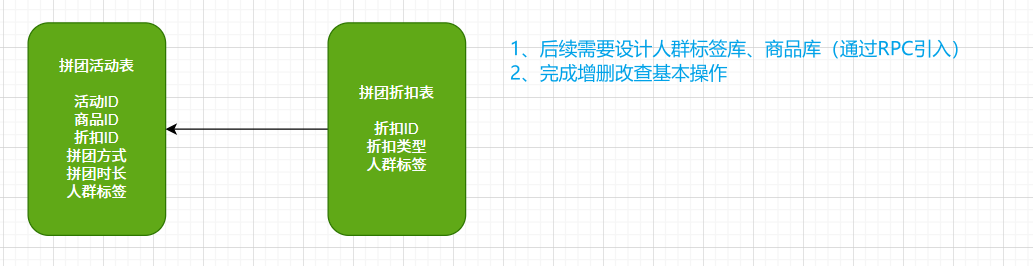 拼团活动表
活动ID
商品ID
折扣ID
拼团方式
拼团时长
人群标签
拼团折扣表
折扣ID
折扣类型
人群标签
1、后续需要设计人群标签库、商品库（通过RPC引入）
2、完成增删改查基本操作